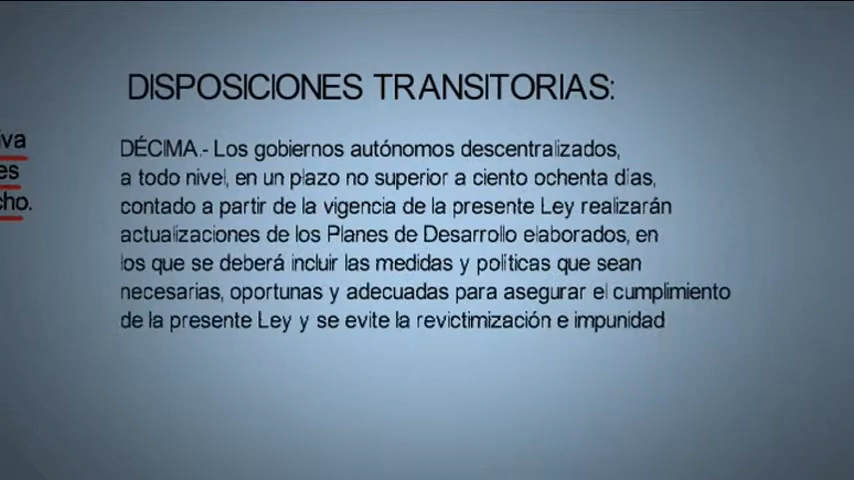 DISPOSICIONES TRANSITORIAS:
DÉCIMA.- Los gobiernos autónomos descentralizados,
a todo nivel, en un plazo no superior a ciento ochenta días,
contado a partir de la vigencia de la presente Ley realizarán
actualizaciones de los Planes de Desarrollo elaborados, en
los que se deberá incluir las medidas y políticas que sean
necesarias, oportunas y adecuadas para asegurar el cumplimiento
de la presente Ley y se evite la revictimización e impunidad